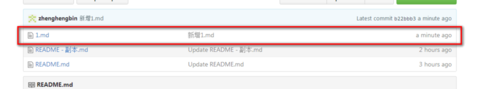 zhenghengbin 新增1.md Latest commit a minute ago
1.md 新增1.md a minute ago
README - 副本.md Update README - 副本.md 2 hours ago
README.md Update README.md 3 hours ago
README.md